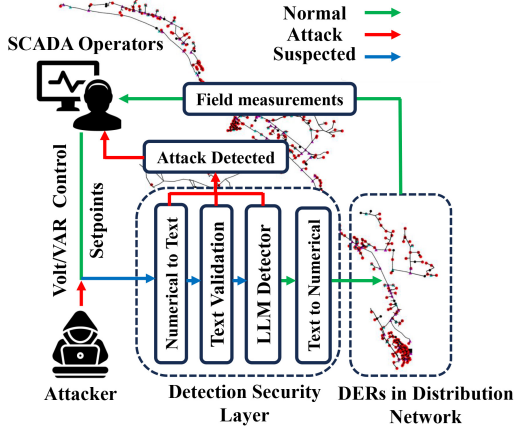 Normal
Attack
Suspected
SCADA Operators
Field measurements
Attack Detected
Volt/VAR Control
Setpoints
Numerical to Text
Text Validation
LLM Detector
Text to Numerical
Attacker
Detection Security
Layer
DERs in Distribution
Network